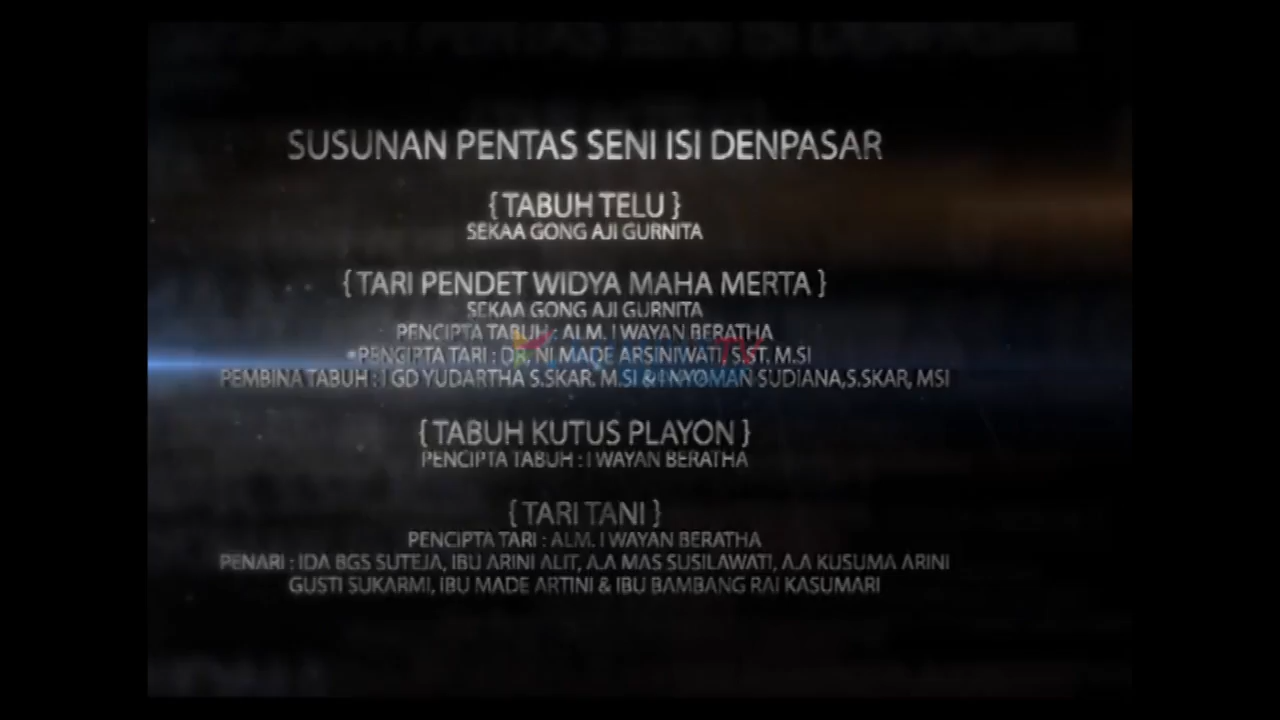 SUSUNAN PENTAS SENI ISI DENPASAR
{ TABUH TELU }
SEKAA GONG AJI GURNITA
{ TARI PENDET WIDYA MAHA MERTA }
SEKAA GONG AJI GURNITA
PENCIPTA TABUH : ALM. I WAYAN BERATHA
PENCIPTA TARI : DR. NI MADE ARSINIWATI, S.ST. M.SI
PEMBINA TABUH : I GD YUDARTHA S.SKAR. M.SI & I NYOMAN SUDIANA,S.SKAR, MSI
{ TABUH KUTUS PLAYON }
PENCIPTA TABUH : I WAYAN BERATHA
{ TARI TANI }
PENCIPTA TARI : ALM. I WAYAN BERATHA
PENARI : IDA BGS SUTEJA, IBU ARINI ALIT, A.A MAS SUSILAWATI, A.A KUSUMA ARINI
GUSTI SUKARMI, IBU MADE ARTINI & IBU BAMBANG RAI KASUMARI
TV